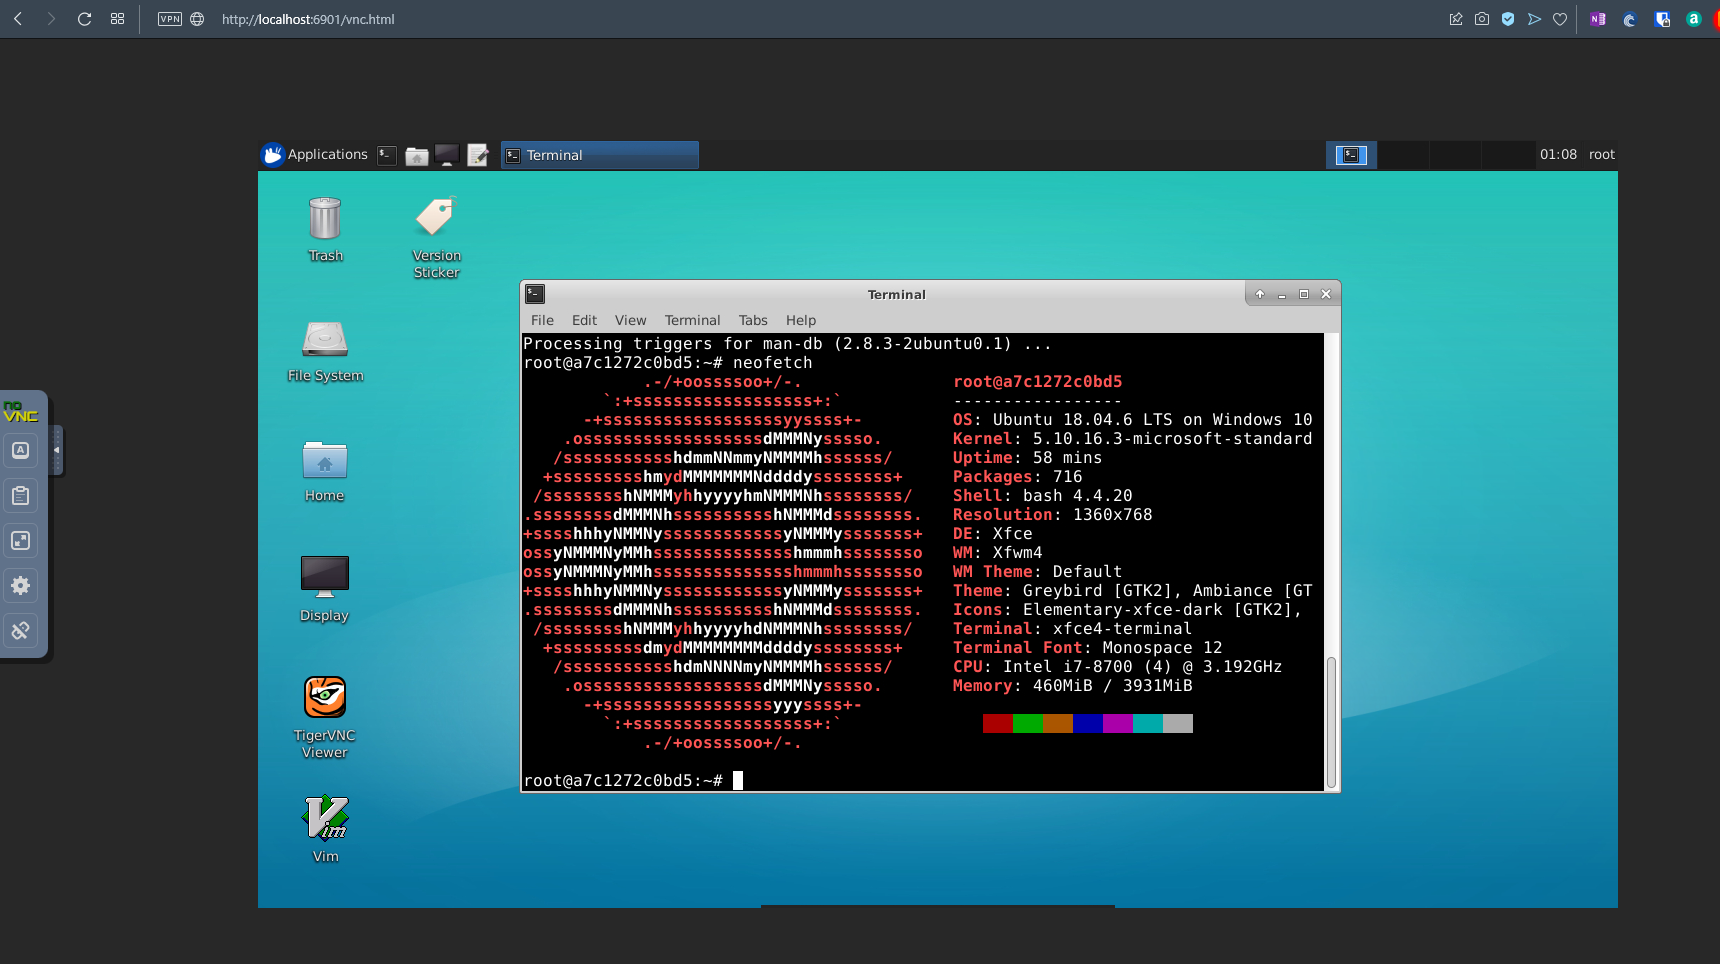 VPN http://localhost:6901/vnc.html
Applications Terminal 01:08 root
Trash
Version
Sticker
File System
Home
Display
TigerVNC
Viewer
Vim
no
VNC
Terminal
File Edit View Terminal Tabs Help
Processing triggers for man-db (2.8.3-2ubuntu0.1) ...
root@a7c1272c0bd5:~# neofetch
.-/+oossssoo+/-. root@a7c1272c0bd5
`:+ssssssssssssssssss+:` -----------------
-+ssssssssssssssssssyyssss+- OS: Ubuntu 18.04.6 LTS on Windows 10
.ossssssssssssssssssdMMMNysssso. Kernel: 5.10.16.3-microsoft-standard
/ssssssssssshdmmNNmmyNMMMMhssssss/ Uptime: 58 mins
+ssssssssshmydMMMMMMMNddddyssssssss+ Packages: 716
/sssssssshNMMMyhhyyyyhmNMMMNhssssssss/ Shell: bash 4.4.20
.ssssssssdMMMNhsssssssssshNMMMdssssssss. Resolution: 1360x768
+sssshhhyNMMNyssssssssssssyNMMMysssssss+ DE: Xfce
ossyNMMMNyMMhsssssssssssssshmmmhssssssso WM: Xfwm4
ossyNMMMNyMMhsssssssssssssshmmmhssssssso WM Theme: Default
+sssshhhyNMMNyssssssssssssyNMMMysssssss+ Theme: Greybird [GTK2], Ambiance [GT
.ssssssssdMMMNhsssssssssshNMMMdssssssss. Icons: Elementary-xfce-dark [GTK2],
/sssssssshNMMMyhhyyyyhdNMMMNhssssssss/ Terminal: xfce4-terminal
+sssssssssdmydMMMMMMMMddddyssssssss+ Terminal Font: Monospace 12
/ssssssssssshdmNNNNmyNMMMMhssssss/ CPU: Intel i7-8700 (4) @ 3.192GHz
.ossssssssssssssssssdMMMNysssso. Memory: 460MiB / 3931MiB
-+sssssssssssssssssyyyssss+-
`:+ssssssssssssssssss+:`
.-/+oossssoo+/-.
root@a7c1272c0bd5:~#